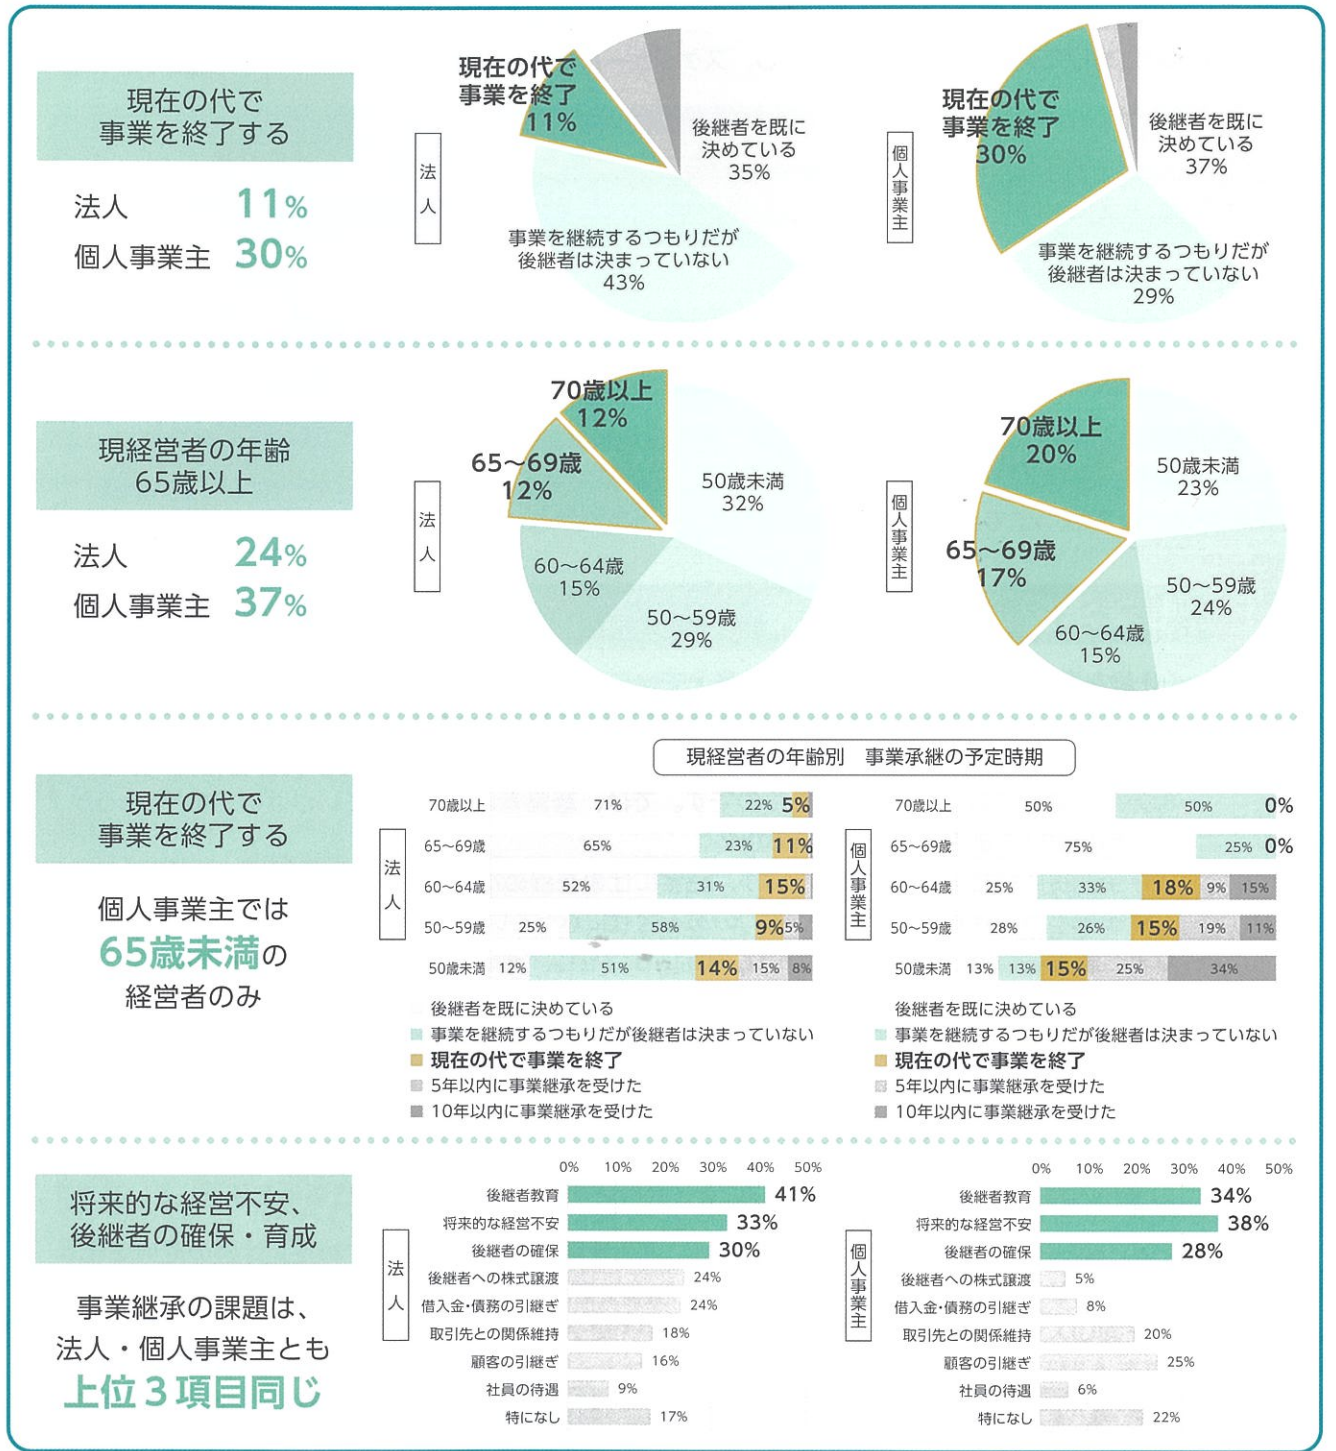 現在の代で
事業を終了する
法人 11%
個人事業主 30%
法人
現在の代で
事業を終了
11%
後継者を既に
決めている
35%
事業を継続するつもりだが
後継者は決まっていない
43%
個人事業主
現在の代で
事業を終了
30%
後継者を既に
決めている
37%
事業を継続するつもりだが
後継者は決まっていない
29%
現経営者の年齢
65歳以上
法人 24%
個人事業主 37%
法人
70歳以上
12%
65〜69歳
12%
60〜64歳
15%
50歳未満
32%
50〜59歳
29%
個人事業主
70歳以上
20%
65〜69歳
17%
60〜64歳
15%
50歳未満
23%
50〜59歳
24%
現在の代で
事業を終了する
個人事業主では
65歳未満の
経営者のみ
現経営者の年齢別 事業承継の予定時期
法人
70歳以上 71% 22% 5%
65〜69歳 65% 23% 11%
60〜64歳 52% 31% 15%
50〜59歳 25% 58% 9% 5%
50歳未満 12% 51% 14% 15% 8%
後継者を既に決めている
事業を継続するつもりだが後継者は決まっていない
現在の代で事業を終了
5年以内に事業継承を受けた
10年以内に事業継承を受けた
個人事業主
70歳以上 50% 50% 0%
65〜69歳 75% 25% 0%
60〜64歳 25% 33% 18% 9% 15%
50〜59歳 28% 26% 15% 19% 11%
50歳未満 13% 13% 15% 25% 34%
後継者を既に決めている
事業を継続するつもりだが後継者は決まっていない
現在の代で事業を終了
5年以内に事業継承を受けた
10年以内に事業継承を受けた
将来的な経営不安、
後継者の確保・育成
事業継承の課題は、
法人・個人事業主とも
上位3項目同じ
法人
0% 10% 20% 30% 40% 50%
後継者教育 41%
将来的な経営不安 33%
後継者の確保 30%
後継者への株式譲渡 24%
借入金・債務の引継ぎ 24%
取引先との関係維持 18%
顧客の引継ぎ 16%
社員の待遇 9%
特になし 17%
個人事業主
0% 10% 20% 30% 40% 50%
後継者教育 34%
将来的な経営不安 38%
後継者の確保 28%
後継者への株式譲渡 5%
借入金・債務の引継ぎ 8%
取引先との関係維持 20%
顧客の引継ぎ 25%
社員の待遇 6%
特になし 22%